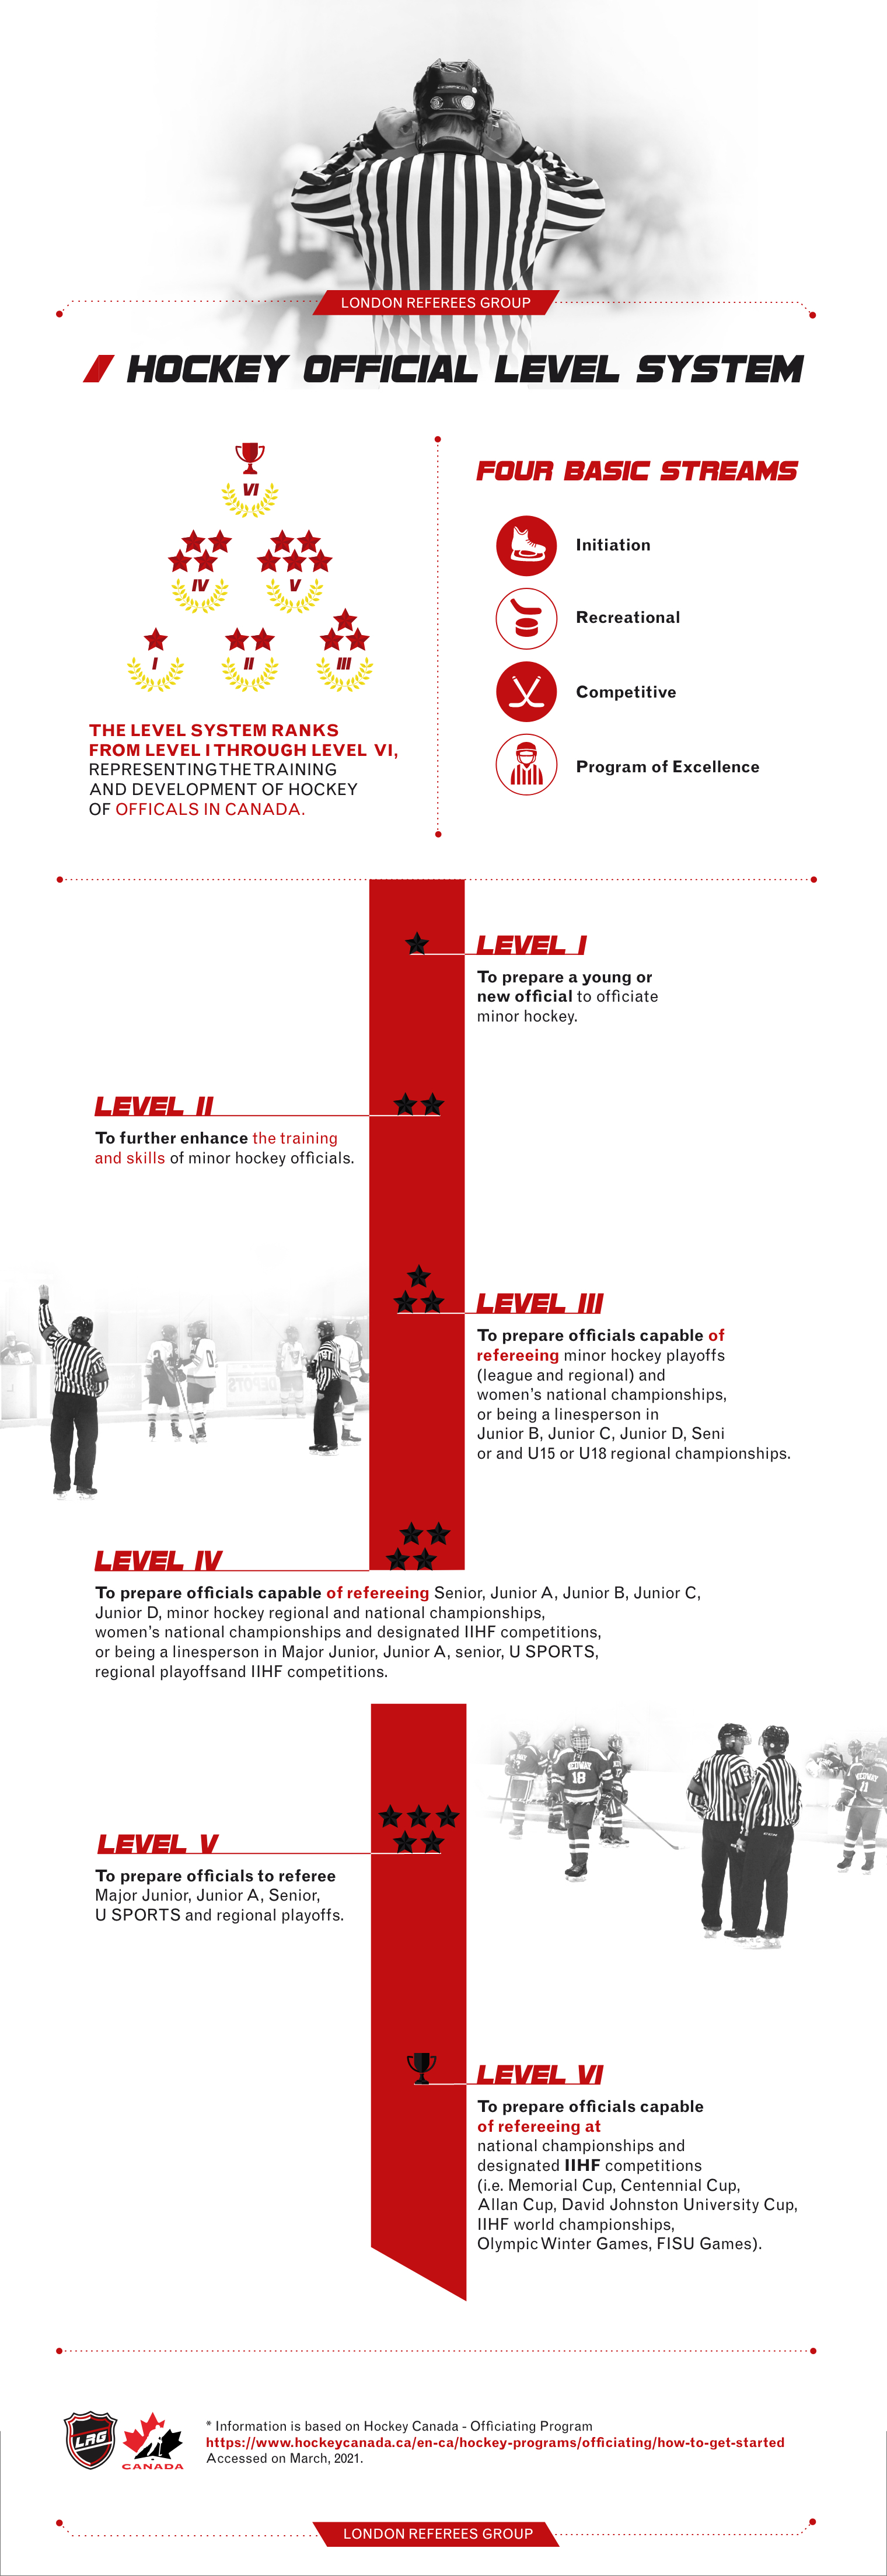 LONDON REFEREES GROUP
HOCKEY OFFICIAL LEVEL SYSTEM
VI
IV
V
I
II
III
THE LEVEL SYSTEM RANKS
FROM LEVEL I THROUGH LEVEL VI,
REPRESENTING THE TRAINING
AND DEVELOPMENT OF HOCKEY
OF OFFICALS IN CANADA.
FOUR BASIC STREAMS
Initiation
Recreational
Competitive
Program of Excellence
LEVEL I
To prepare a young or
new official to officiate
minor hockey.
LEVEL II
To further enhance the training
and skills of minor hockey officials.
LEVEL III
To prepare officials capable of
refereeing minor hockey playoffs
(league and regional) and
women's national championships,
or being a linesperson in
Junior B, Junior C, Junior D, Seni
or and U15 or U18 regional championships.
LEVEL IV
To prepare officials capable of refereeing Senior, Junior A, Junior B, Junior C,
Junior D, minor hockey regional and national championships,
women's national championships and designated IIHF competitions,
or being a linesperson in Major Junior, Junior A, senior, U SPORTS,
regional playoffsand IIHF competitions.
MEDWAY
18
11
LEVEL V
To prepare officials to referee
Major Junior, Junior A, Senior,
U SPORTS and regional playoffs.
LEVEL VI
To prepare officials capable
of refereeing at
national championships and
designated IIHF competitions
(i.e. Memorial Cup, Centennial Cup,
Allan Cup, David Johnston University Cup,
IIHF world championships,
Olympic Winter Games, FISU Games).
LRG
CANADA
* Information is based on Hockey Canada - Officiating Program
https://www.hockeycanada.ca/en-ca/hockey-programs/officiating/how-to-get-started
Accessed on March, 2021.
LONDON REFEREES GROUP